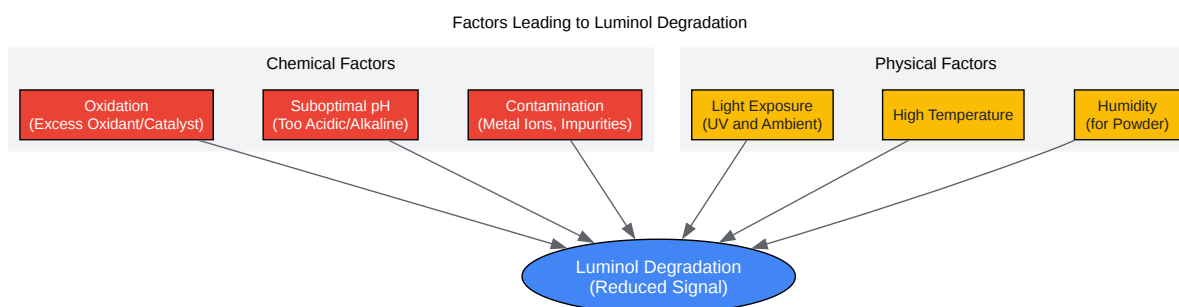 Factors Leading to Luminol Degradation
Chemical Factors
Physical Factors
Oxidation
(Excess Oxidant/Catalyst)
Suboptimal pH
(Too Acidic/Alkaline)
Contamination
(Metal Ions, Impurities)
Light Exposure
(UV and Ambient)
High Temperature
Humidity
(for Powder)
Luminol Degradation
(Reduced Signal)